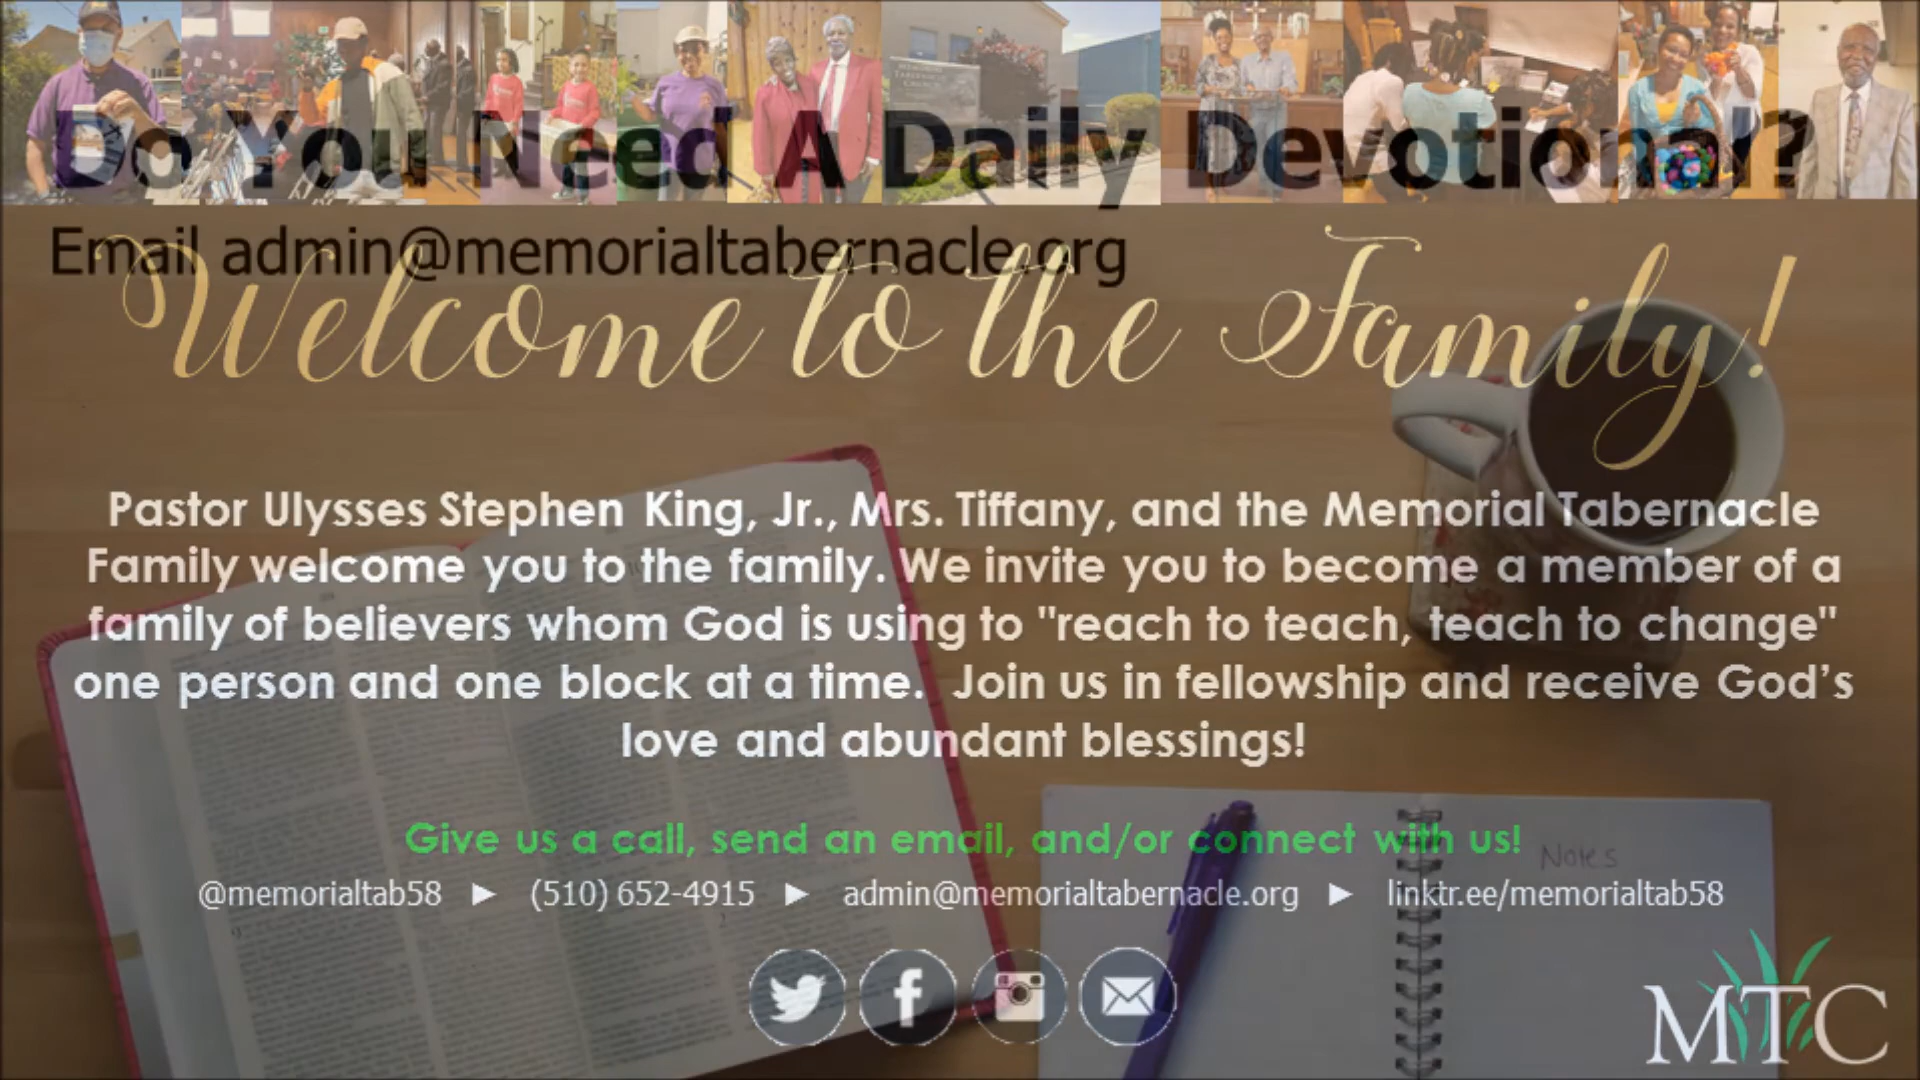 Do You Need A Daily Devotional?
Email admin@memorialtabernacle.org
Welcome to the Family!
Pastor Ulysses Stephen King, Jr., Mrs. Tiffany, and the Memorial Tabernacle
Family welcome you to the family. We invite you to become a member of a
family of believers whom God is using to "reach to teach, teach to change"
one person and one block at a time. Join us in fellowship and receive God’s
love and abundant blessings!
Give us a call, send an email, and/or connect with us!
Notes
@memorialtab58 ► (510) 652-4915 ► admin@memorialtabernacle.org ► linktr.ee/memorialtab58
MTC